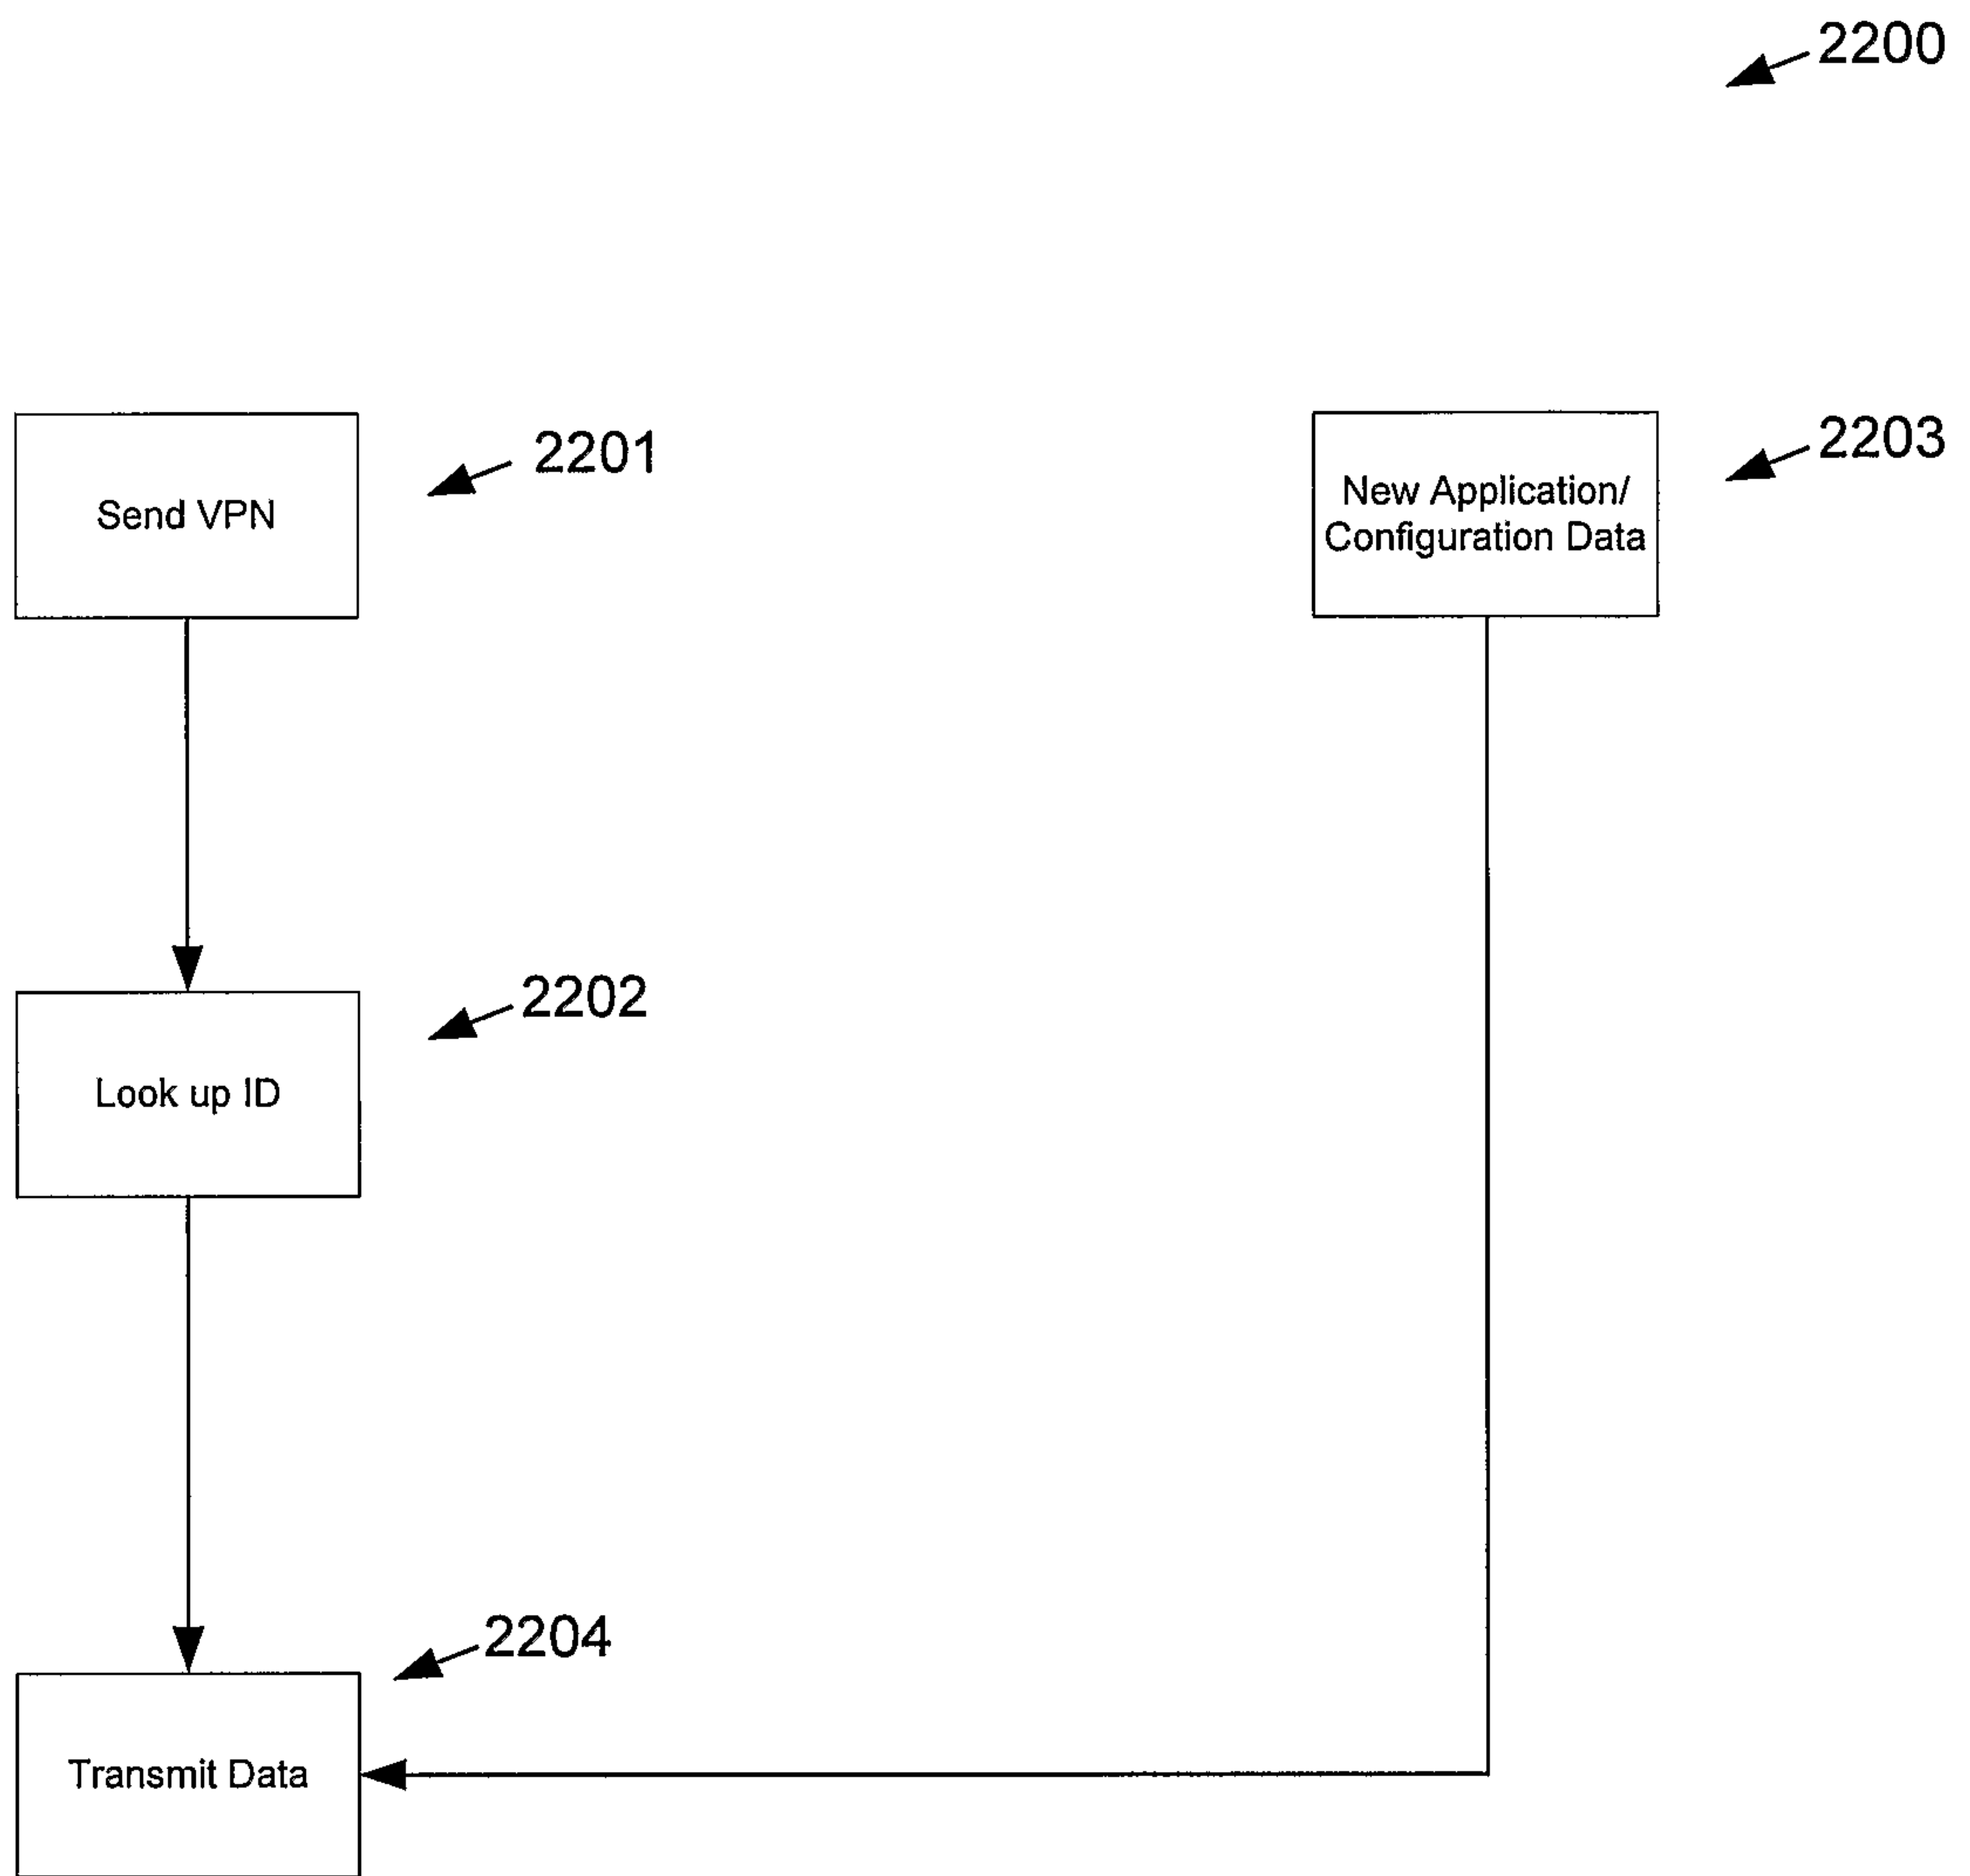 2200
Send VPN
2201
New Application/
Configuration Data
2203
Look up ID
2202
Transmit Data
2204